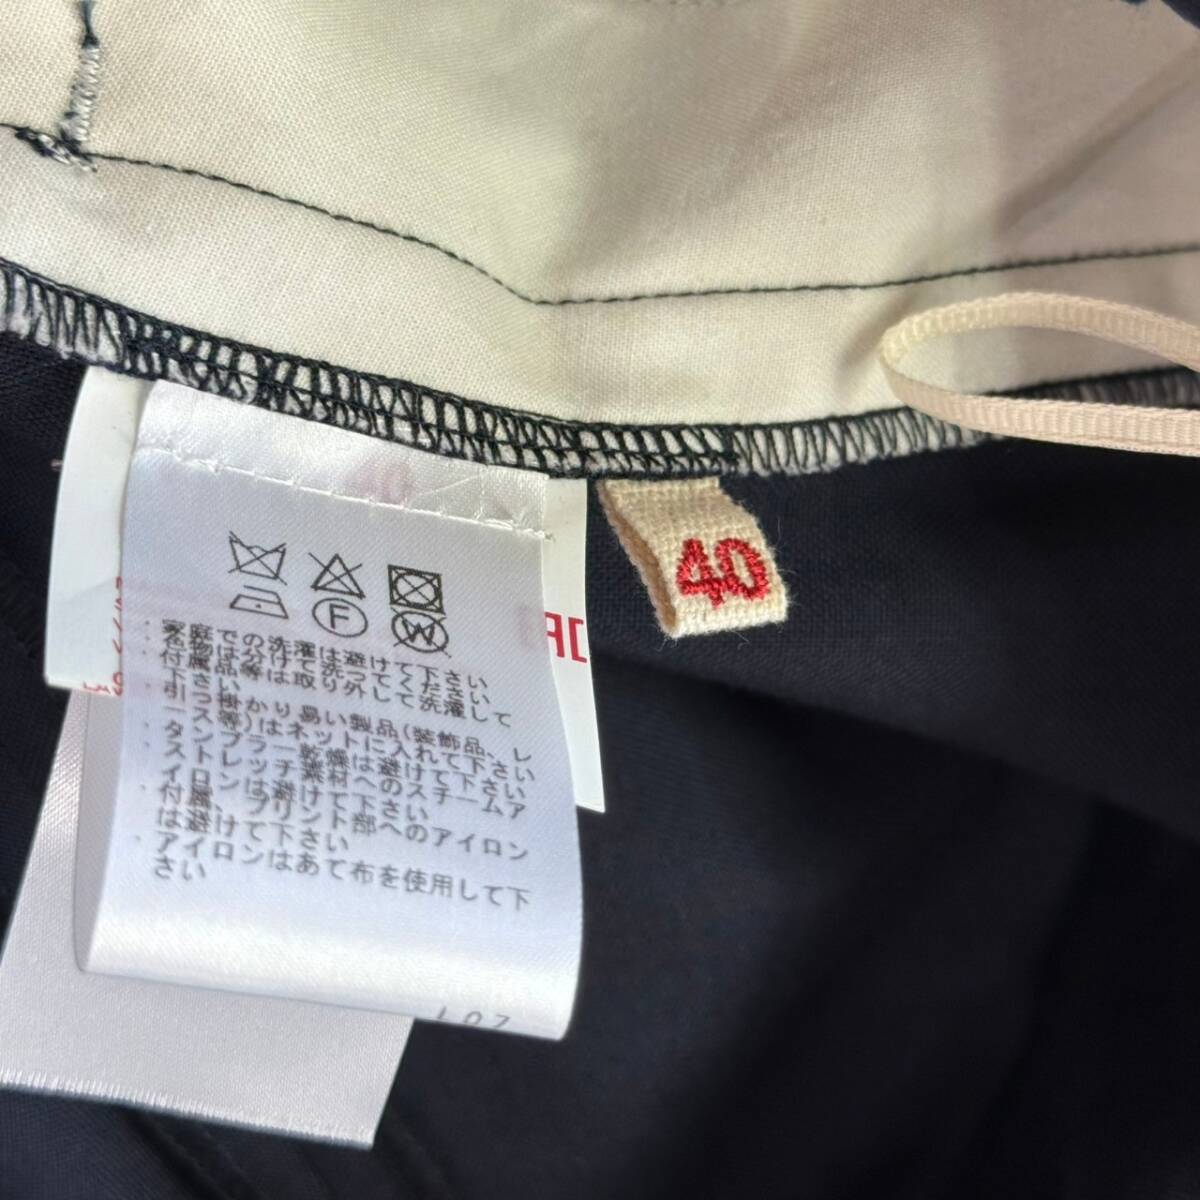 40
F
W
・家庭での洗濯は避けて下さい
・色物は分けて洗ってください
・付属品等は取り外して洗濯して
下さい
・引っ掛かり易い製品(装飾品、レ
ース等)はネットに入れて下さい
・タンブラー乾燥は避けて下さい
・ストレッチ素材へのスチームア
イロンは避けて下さい
・付属、プリント部へのアイロン
は避けて下さい
・アイロンはあて布を使用して下
さい